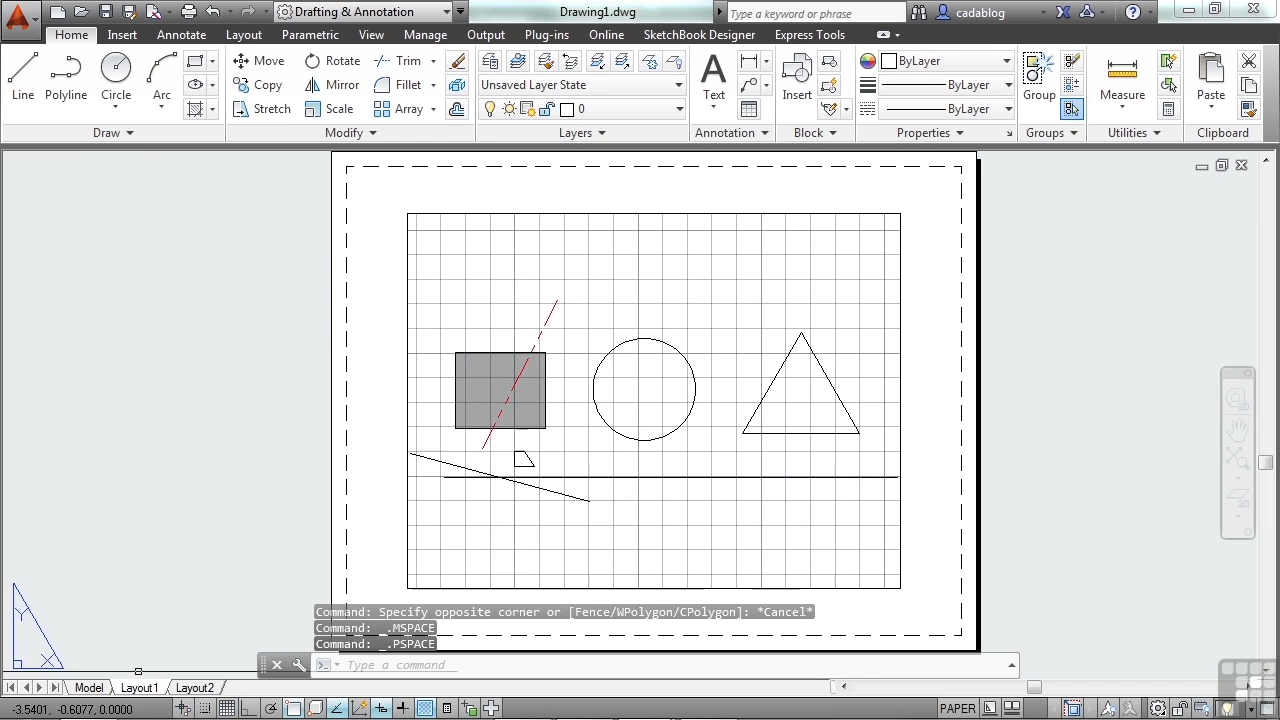 Drafting & Annotation
Drawing1.dwg
Type a keyword or phrase
cadablog
Home Insert Annotate Layout Parametric View Manage Output Plug-ins Online SketchBook Designer Express Tools
Line Polyline Circle Arc
Move Rotate Trim
Copy Mirror Fillet
Stretch Scale Array
Unsaved Layer State
0
Text
Insert
ByLayer
ByLayer
ByLayer
Group
Measure
Paste
Draw Modify Layers Annotation Block Properties Groups Utilities Clipboard
Command: Specify opposite corner or [Fence/WPolygon/CPolygon]: *Cancel*
Command: _.MSPACE
Command: _.PSPACE
Type a command
Y
X
Model Layout1 Layout2
-3.5401, -0.6077, 0.0000
PAPER